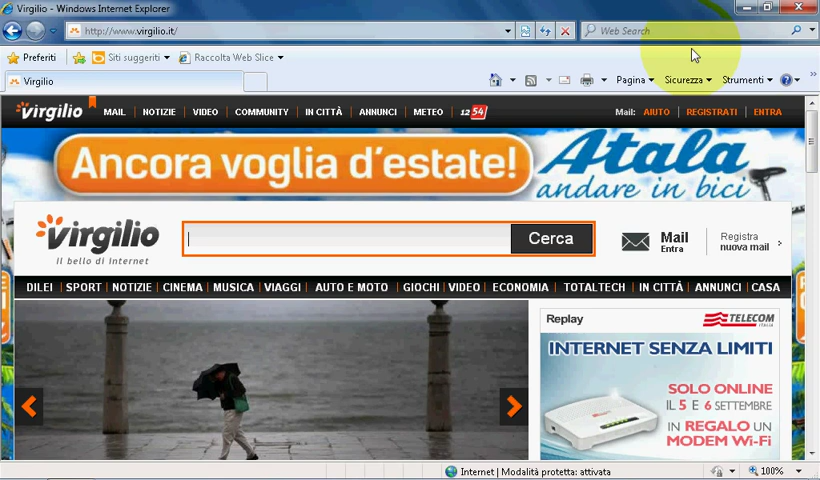 Virgilio - Windows Internet Explorer
http://www.virgilio.it/
Web Search
Preferiti
Siti suggeriti
Raccolta Web Slice
Virgilio
Pagina
Sicurezza
Strumenti
virgilio MAIL NOTIZIE VIDEO COMMUNITY IN CITTÀ ANNUNCI METEO 12 54 Mail: AIUTO REGISTRATI ENTRA
Ancora voglia d'estate!
Atala
andare in bici
virgilio
Il bello di Internet
Cerca
Mail
Entra
Registra
nuova mail
DILEI SPORT NOTIZIE CINEMA MUSICA VIAGGI AUTO E MOTO GIOCHI VIDEO ECONOMIA TOTALTECH IN CITTÀ ANNUNCI CASA
Replay
TELECOM
ITALIA
INTERNET SENZA LIMITI
SOLO ONLINE
IL 5 E 6 SETTEMBRE
IN REGALO UN
MODEM Wi-Fi
Internet | Modalità protetta: attivata
100%